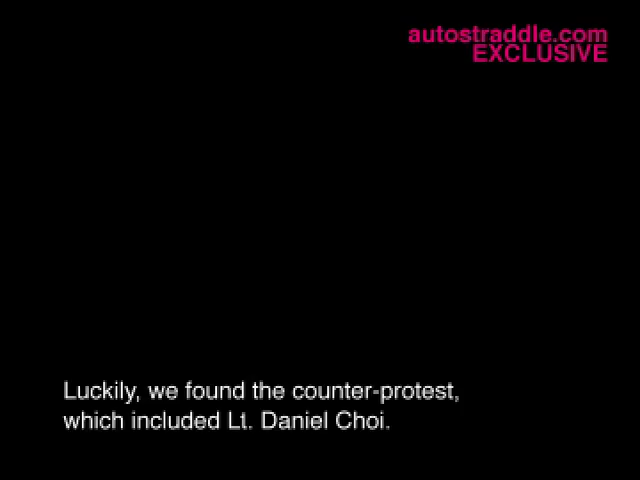 autostraddle.com
EXCLUSIVE
Luckily, we found the counter-protest,
which included Lt. Daniel Choi.